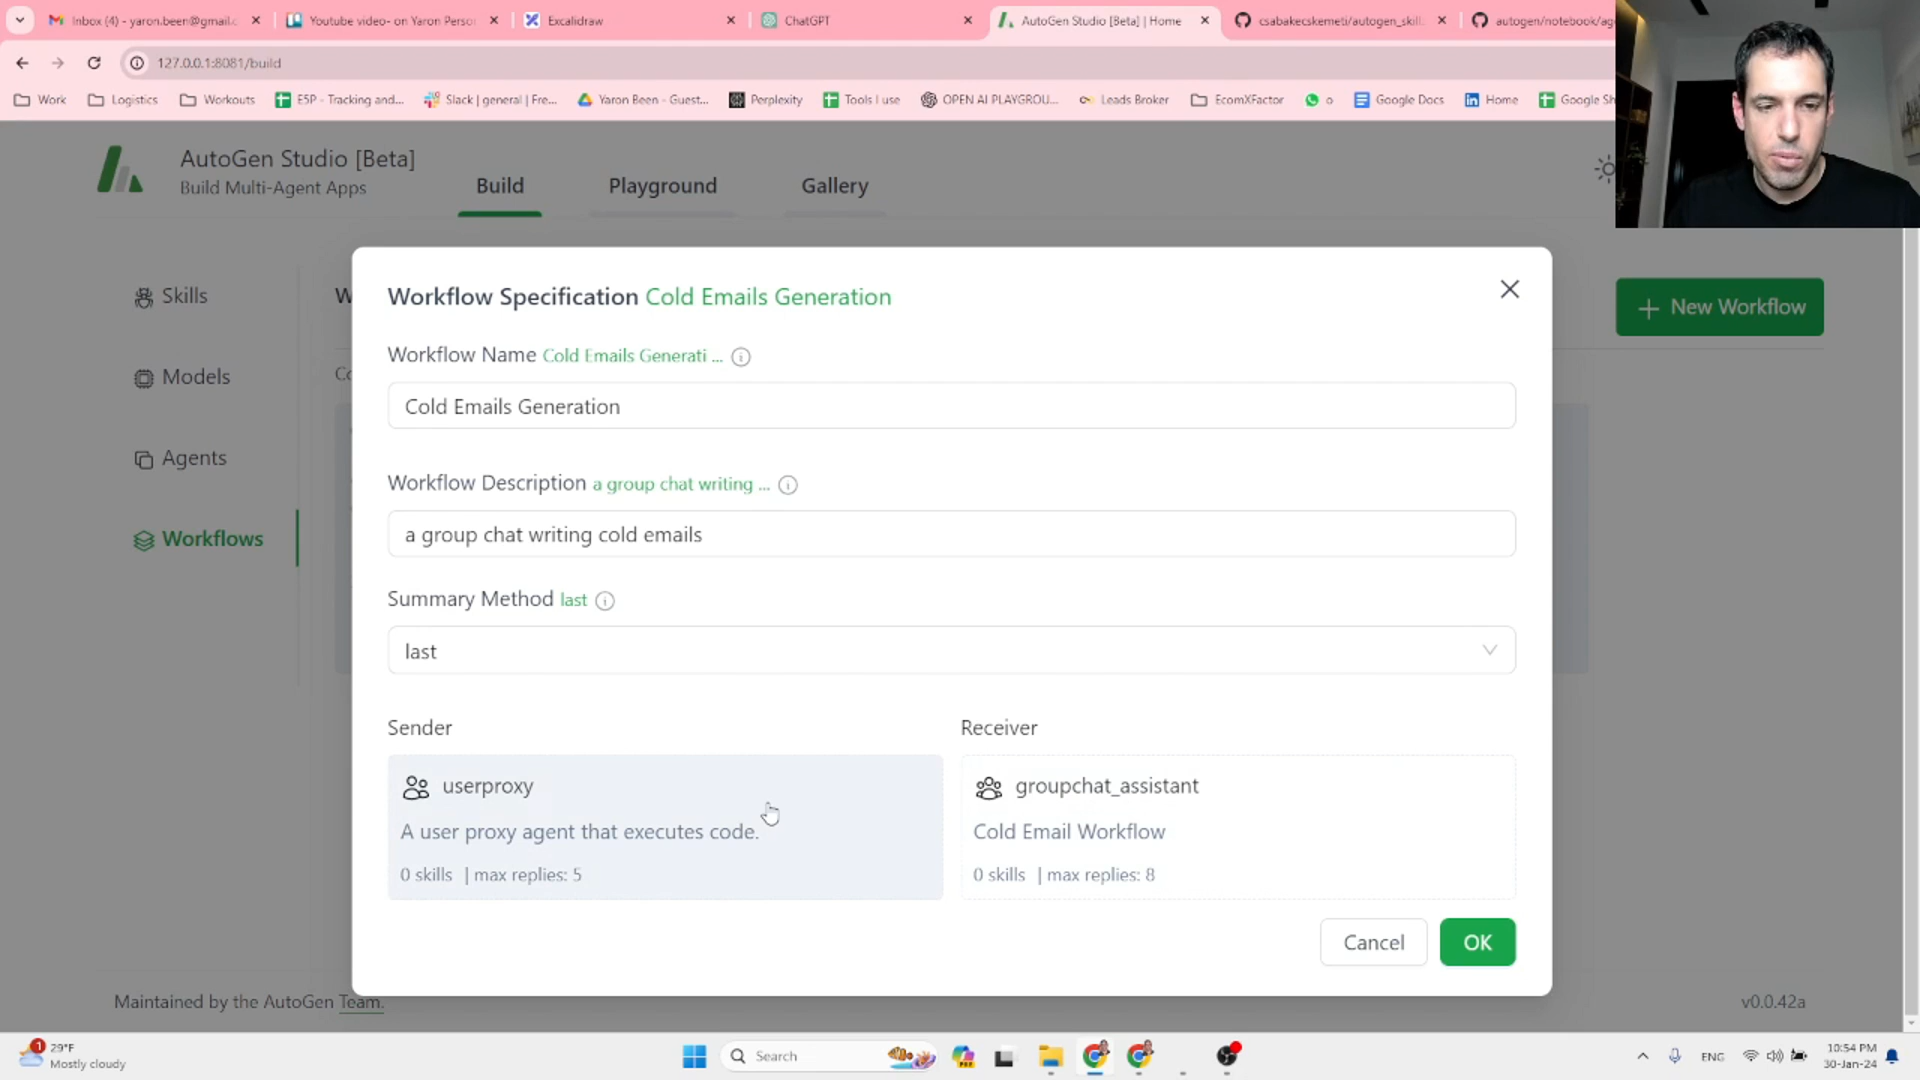 Inbox (4) - yaron.been@gmail.c
Youtube video- on Yaron Perso
Excalidraw
ChatGPT
AutoGen Studio [Beta] | Home
csabakecskemeti/autogen_skill
autogen/notebook/ag
127.0.0.1:8081/build
Work
Logistics
Workouts
E5P - Tracking and...
Slack | general | Fre...
Yaron Been - Guest...
Perplexity
Tools I use
OPEN AI PLAYGROU...
Leads Broker
EcomXFactor
o
Google Docs
Home
Google Sh
AutoGen Studio [Beta]
Build Multi-Agent Apps
Build
Playground
Gallery
Skills
Models
Agents
Workflows
W
Co
+ New Workflow
Workflow Specification Cold Emails Generation
Workflow Name Cold Emails Generati ...
Cold Emails Generation
Workflow Description a group chat writing ...
a group chat writing cold emails
Summary Method last
last
Sender
Receiver
userproxy
A user proxy agent that executes code.
0 skills | max replies: 5
groupchat_assistant
Cold Email Workflow
0 skills | max replies: 8
Cancel
OK
Maintained by the AutoGen Team.
v0.0.42a
1
29°F
Mostly cloudy
Search
ENG
10:54 PM
30-Jan-24